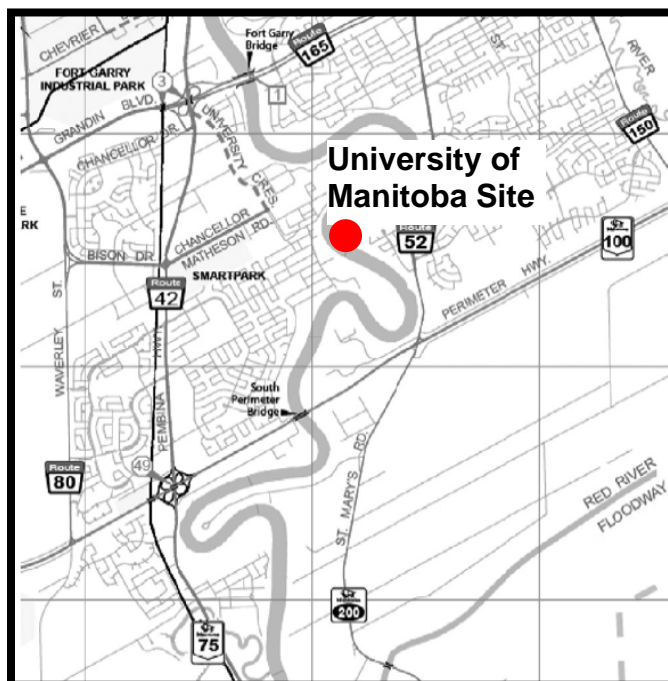 CHEVRIER
Fort Garry
Bridge
Route
165
FORT GARRY
INDUSTRIAL PARK
3
1
GRANDIN BLVD.
UNIVERSITY CRES.
CHANCELLOR DR.
ST
RIVER
Route
150
University of
Manitoba Site
E
RK
BISON DR.
CHANCELLOR
MATHESON RD.
SMARTPARK
Route
52
100
Route
42
PERIMETER HWY.
WAVERLEY ST.
PEMBINA HWY
South
Perimeter
Bridge
49
Route
80
ST. MARY'S RD.
RED RIVER
FLOODWAY
200
75